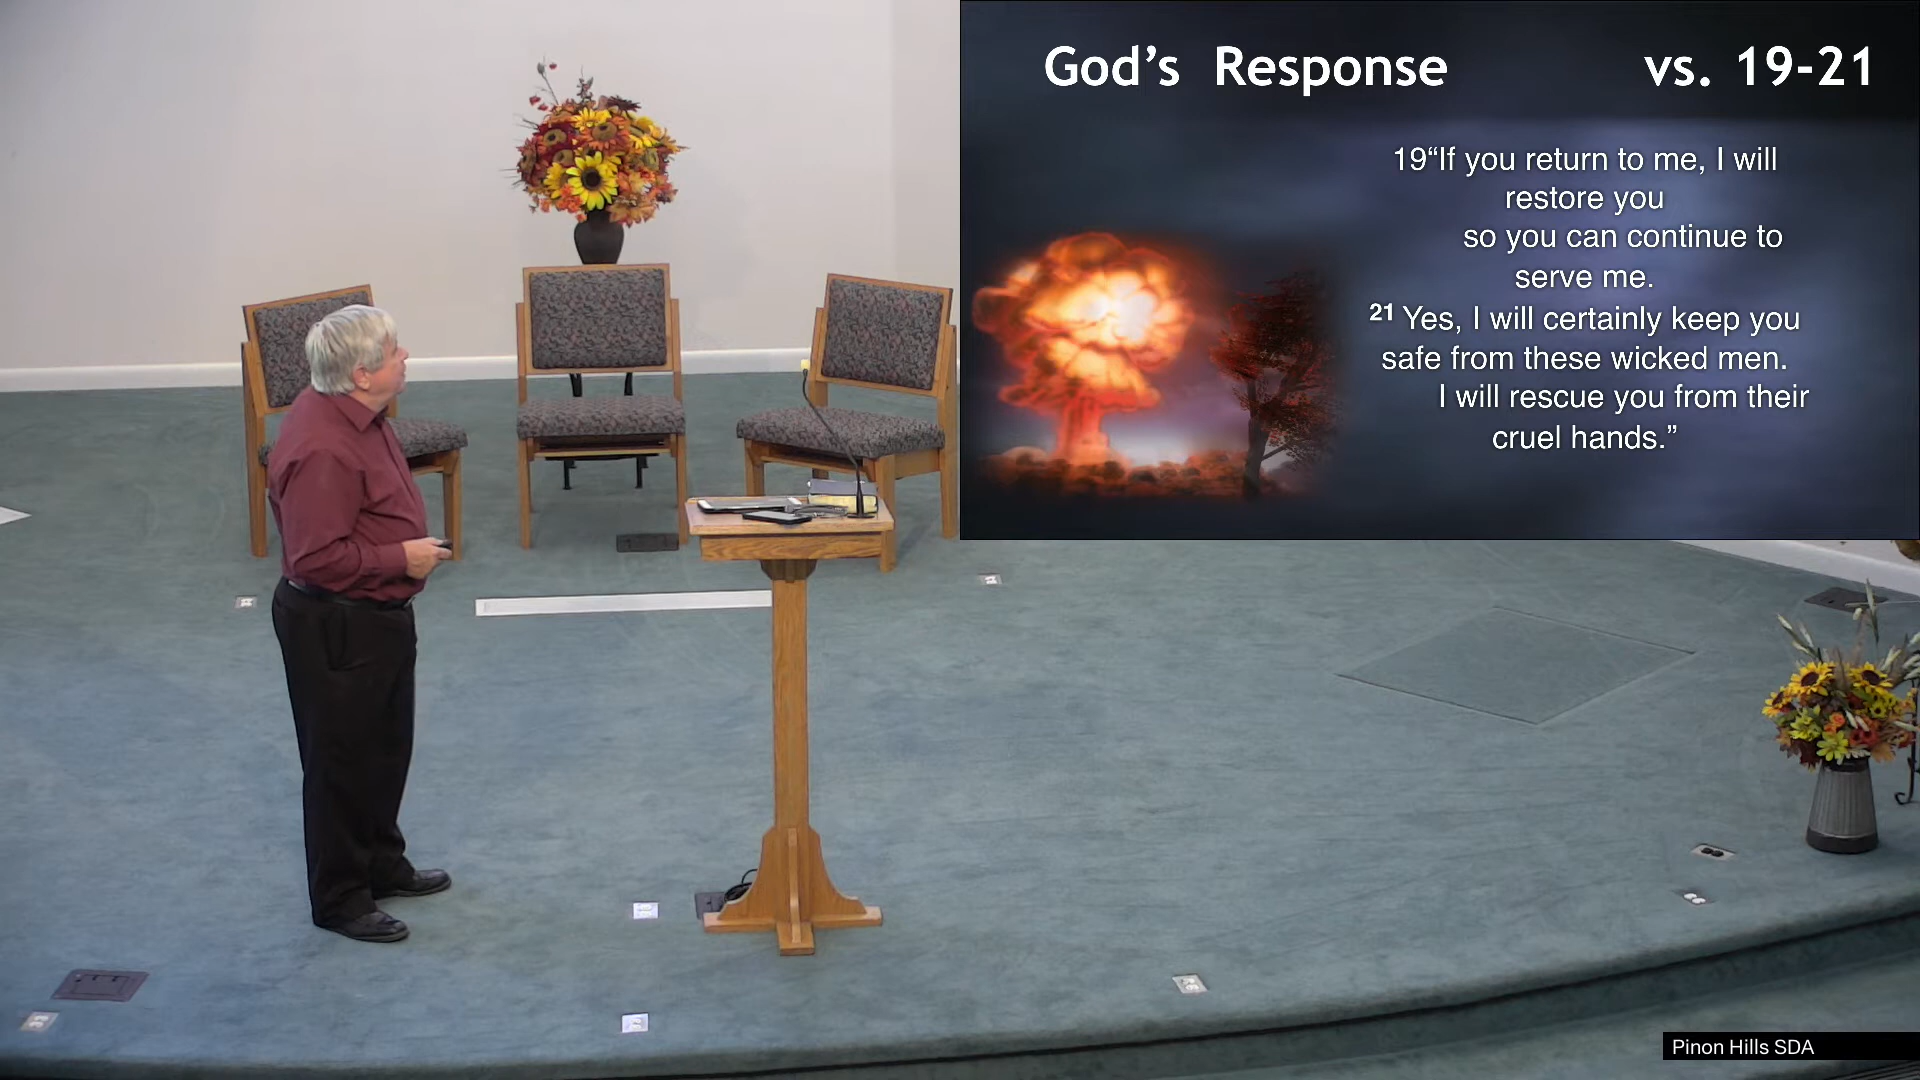 God’s Response vs. 19-21
19“If you return to me, I will
restore you
so you can continue to
serve me.
21 Yes, I will certainly keep you
safe from these wicked men.
I will rescue you from their
cruel hands.”
Pinon Hills SDA